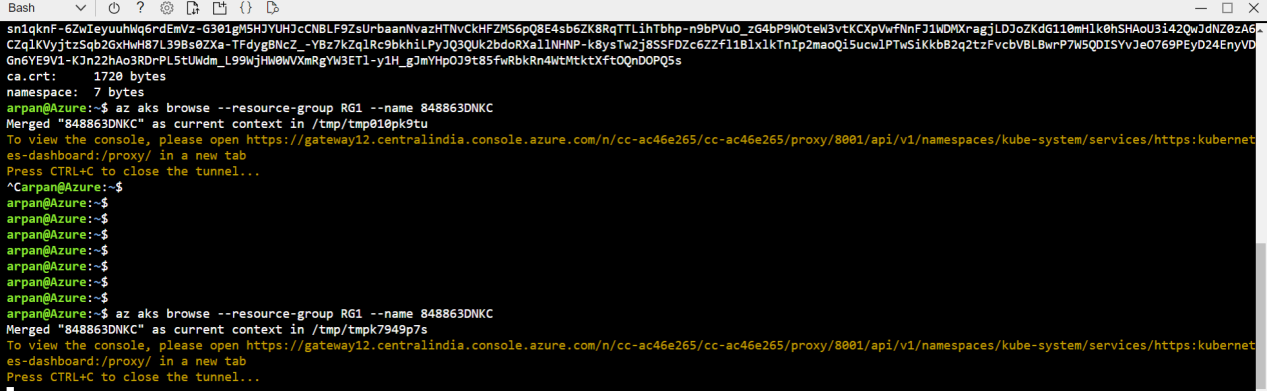 Bash
sn1qknF-6ZwIeyuuhWq6rdEmVz-G301gM5HJYUHJcCNBLF9ZsUrbaanNvazHTNvCkHFZMS6pQ8E4sb6ZK8RqTTLihTbhp-n9bPVuO_zG4bP9WOteW3vtKCXpVwfNnFJ1WDMXragjLDJoZKdG110mHlk0hSHAoU3i42QwJdNZ0zA6
CZqlKVyjtzSqb2GxHwH87L39Bs0ZXa-TFdygBNcZ_-YBz7kZqlRc9bkhiLPyJQ3QUk2bdoRXallNHNP-k8ysTw2j8SSFDZc6ZZfl1BlxlkTnIp2maoQi5ucwlPTwSiKkbB2q2tzFvcbVBLBwrP7W5QDISYvJeO769PEyD24EnyVD
Gn6YE9V1-KJn22hAo3RDrPL5tUWdm_L99WjHW0WVXmRgYW3ETl-y1H_gJmYHpOJ9t85fwRbkRn4WtMtktXftOQnDOPQ5s
ca.crt:     1720 bytes
namespace:  7 bytes
arpan@Azure:~$ az aks browse --resource-group RG1 --name 848863DNKC
Merged "848863DNKC" as current context in /tmp/tmp010pk9tu
To view the console, please open https://gateway12.centralindia.console.azure.com/n/cc-ac46e265/cc-ac46e265/proxy/8001/api/v1/namespaces/kube-system/services/https:kubernet
es-dashboard:/proxy/ in a new tab
Press CTRL+C to close the tunnel...
^Carpan@Azure:~$
arpan@Azure:~$
arpan@Azure:~$
arpan@Azure:~$
arpan@Azure:~$
arpan@Azure:~$
arpan@Azure:~$
arpan@Azure:~$
arpan@Azure:~$ az aks browse --resource-group RG1 --name 848863DNKC
Merged "848863DNKC" as current context in /tmp/tmpk7949p7s
To view the console, please open https://gateway12.centralindia.console.azure.com/n/cc-ac46e265/cc-ac46e265/proxy/8001/api/v1/namespaces/kube-system/services/https:kubernet
es-dashboard:/proxy/ in a new tab
Press CTRL+C to close the tunnel...